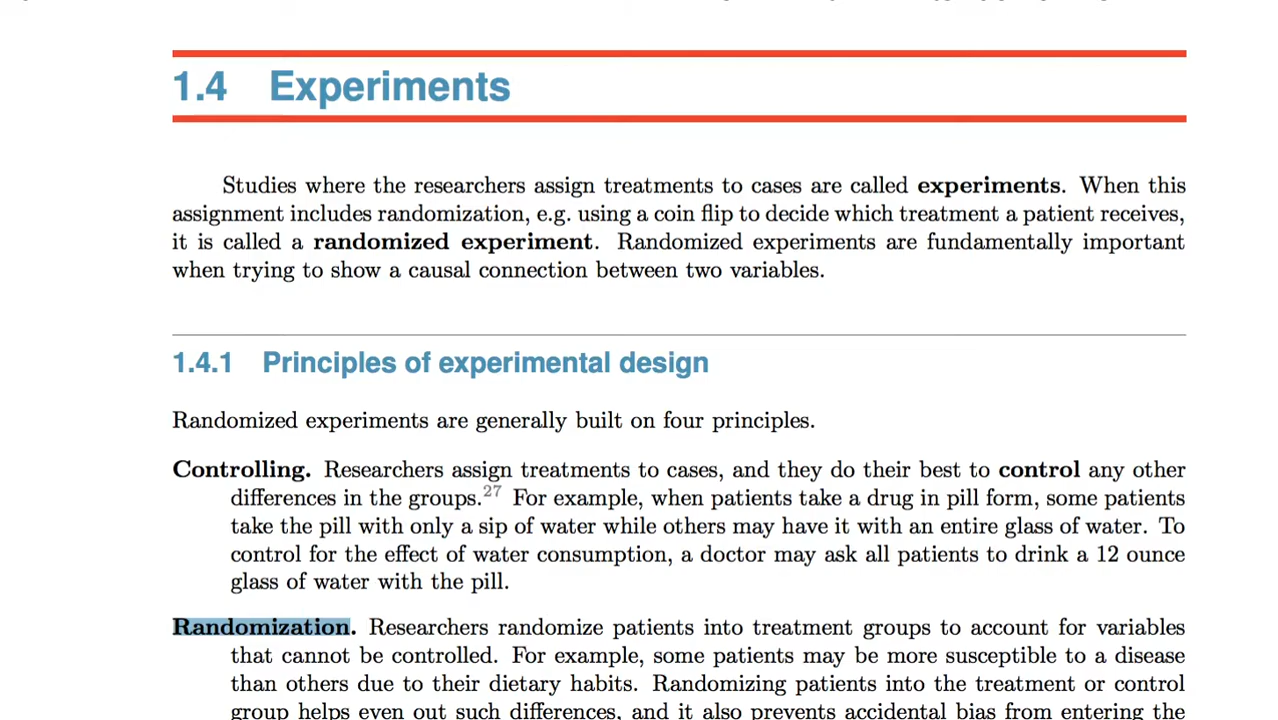 1.4 Experiments
Studies where the researchers assign treatments to cases are called experiments. When this
assignment includes randomization, e.g. using a coin flip to decide which treatment a patient receives,
it is called a randomized experiment. Randomized experiments are fundamentally important
when trying to show a causal connection between two variables.
1.4.1 Principles of experimental design
Randomized experiments are generally built on four principles.
Controlling. Researchers assign treatments to cases, and they do their best to control any other
differences in the groups.27 For example, when patients take a drug in pill form, some patients
take the pill with only a sip of water while others may have it with an entire glass of water. To
control for the effect of water consumption, a doctor may ask all patients to drink a 12 ounce
glass of water with the pill.
Randomization. Researchers randomize patients into treatment groups to account for variables
that cannot be controlled. For example, some patients may be more susceptible to a disease
than others due to their dietary habits. Randomizing patients into the treatment or control
group helps even out such differences, and it also prevents accidental bias from entering the